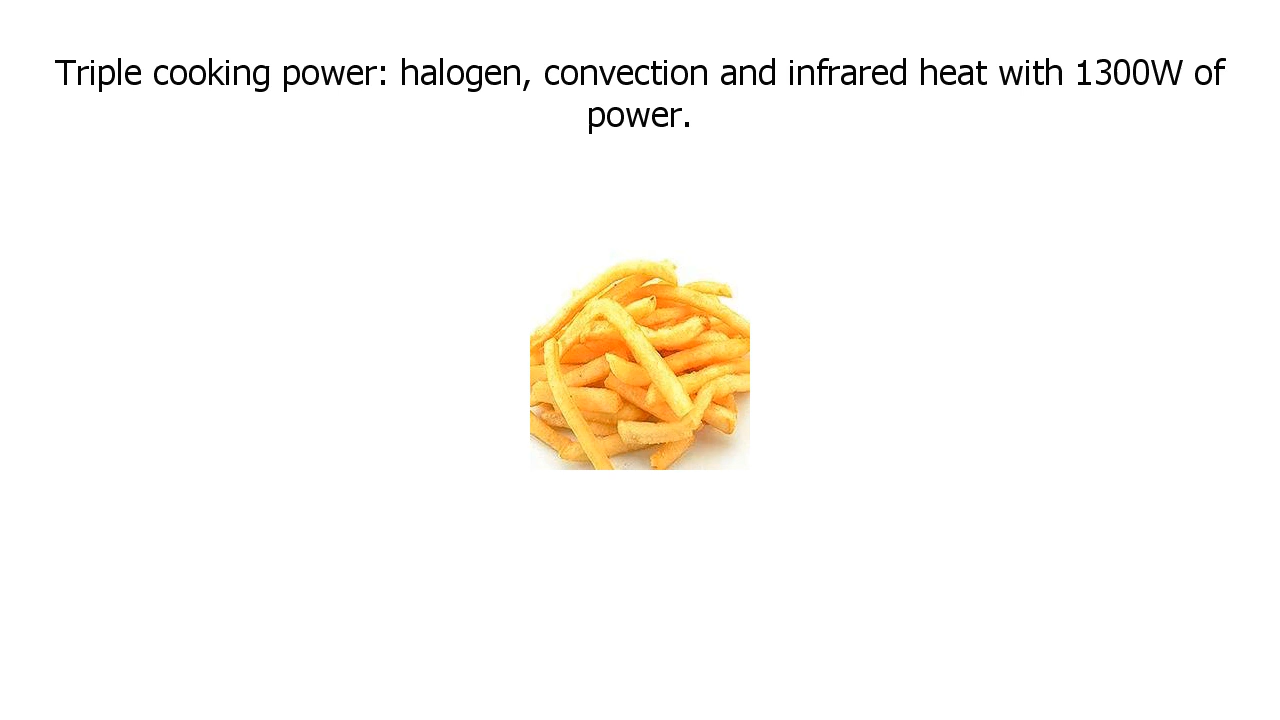 Triple cooking power: halogen, convection and infrared heat with 1300W of
power.